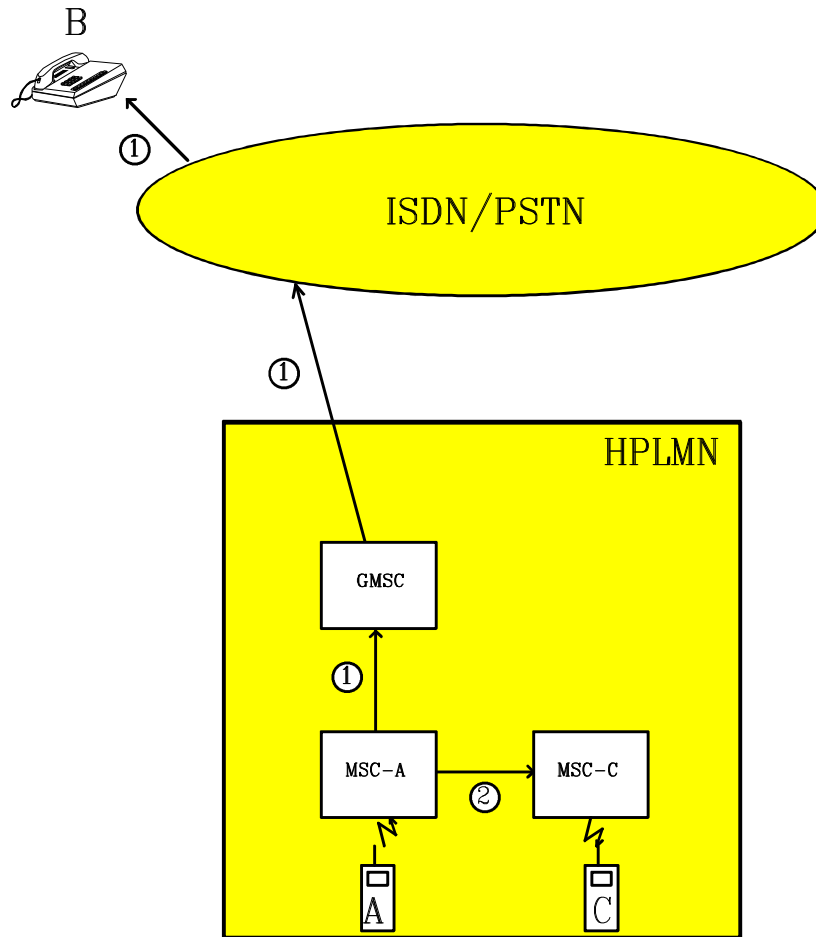 B
①
ISDN/PSTN
①
HPLMN
GMSC
①
MSC-A
MSC-C
②
A
C